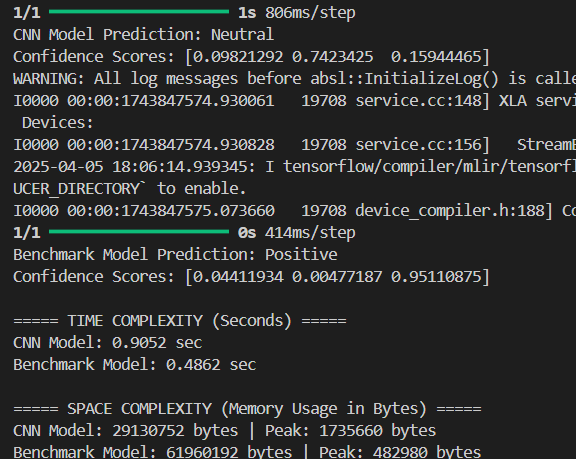 1/1 ━━━━━━━━━━━━━━━━━━━━ 1s 806ms/step
CNN Model Prediction: Neutral
Confidence Scores: [0.09821292 0.7423425  0.15944465]
WARNING: All log messages before absl::InitializeLog() is calle
I0000 00:00:1743847574.930061   19708 service.cc:148] XLA servi
 Devices:
I0000 00:00:1743847574.930828   19708 service.cc:156]   StreamE
2025-04-05 18:06:14.939345: I tensorflow/compiler/mlir/tensorfl
UCER_DIRECTORY` to enable.
I0000 00:00:1743847575.073660   19708 device_compiler.h:188] Co
1/1 ━━━━━━━━━━━━━━━━━━━━ 0s 414ms/step
Benchmark Model Prediction: Positive
Confidence Scores: [0.04411934 0.00477187 0.95110875]

===== TIME COMPLEXITY (Seconds) =====
CNN Model: 0.9052 sec
Benchmark Model: 0.4862 sec

===== SPACE COMPLEXITY (Memory Usage in Bytes) =====
CNN Model: 29130752 bytes | Peak: 1735660 bytes
Benchmark Model: 61960192 bytes | Peak: 482980 bytes